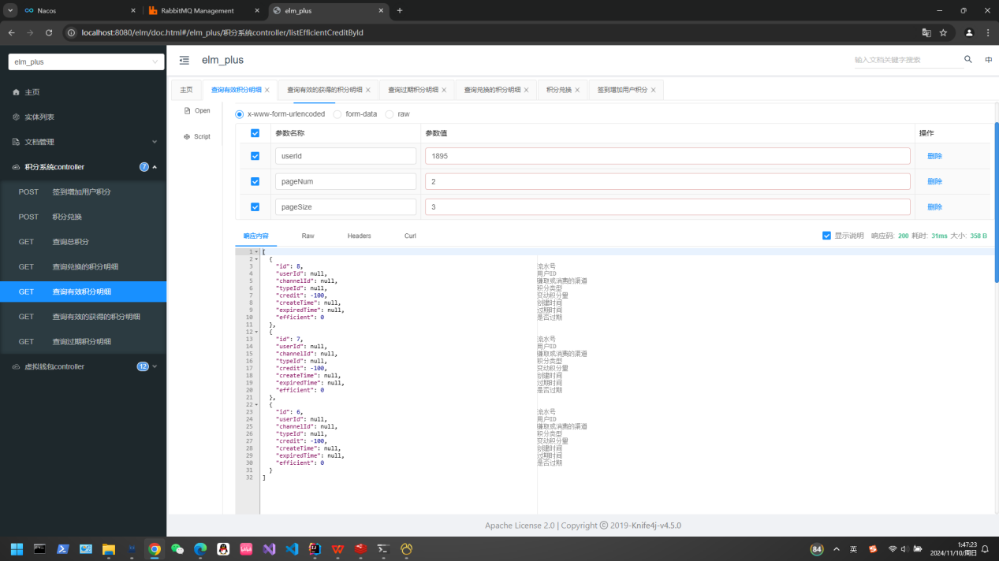 Nacos
RabbitMQ Management
elm_plus
localhost:8080/elm/doc.html#/elm_plus/积分系统controller/listEfficientCreditById
elm_plus
elm_plus
输入文档关键字搜索
中
主页
实体列表
文档管理
积分系统controller 7
POST 签到增加用户积分
POST 积分兑换
GET 查询总积分
GET 查询兑换的积分明细
GET 查询有效积分明细
GET 查询有效的获得的积分明细
GET 查询过期积分明细
虚拟钱包controller 12
主页 查询有效积分明细 查询有效的获得的积分明细 查询过期积分明细 查询兑换的积分明细 积分兑换 签到增加用户积分
Open
Script
x-www-form-urlencoded form-data raw
参数名称 参数值 操作
userId 1895 删除
pageNum 2 删除
pageSize 3 删除
响应内容 Raw Headers Curl 显示说明 响应码: 200 耗时: 31ms 大小: 358 B
1 [
2 {
3 "id": 8, 流水号
4 "userId": null, 用户ID
5 "channelId": null, 赚取或消费的渠道
6 "typeId": null, 积分类型
7 "credit": -100, 变动积分量
8 "createTime": null, 创建时间
9 "expiredTime": null, 过期时间
10 "efficient": 0 是否过期
11 },
12 {
13 "id": 7, 流水号
14 "userId": null, 用户ID
15 "channelId": null, 赚取或消费的渠道
16 "typeId": null, 积分类型
17 "credit": -100, 变动积分量
18 "createTime": null, 创建时间
19 "expiredTime": null, 过期时间
20 "efficient": 0 是否过期
21 },
22 {
23 "id": 6, 流水号
24 "userId": null, 用户ID
25 "channelId": null, 赚取或消费的渠道
26 "typeId": null, 积分类型
27 "credit": -100, 变动积分量
28 "createTime": null, 创建时间
29 "expiredTime": null, 过期时间
30 "efficient": 0 是否过期
31 }
32 ]
Apache License 2.0 | Copyright © 2019-Knife4j-v4.5.0
84
英
1:47:23
2024/11/10/周日